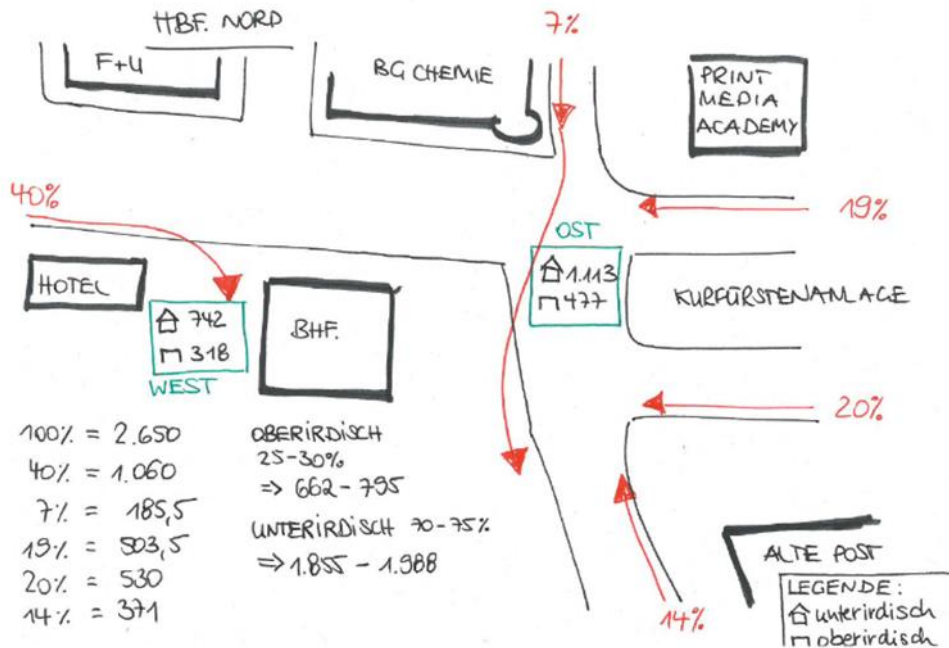 HBF. NORD
7%
F+U
BG CHEMIE
PRINT
MEDIA
ACADEMY
40%
19%
OST
1.113
477
HOTEL
742
318
WEST
BHF.
KURFÜRSTENANLAGE
20%
100% = 2.650
40% = 1.060
7% = 185,5
19% = 503,5
20% = 530
14% = 371
OBERIRDISCH
25-30%
⇒ 662 - 795
UNTERIRDISCH 70-75%
⇒ 1.855 - 1.988
14%
ALTE POST
LEGENDE:
unterirdisch
oberirdisch